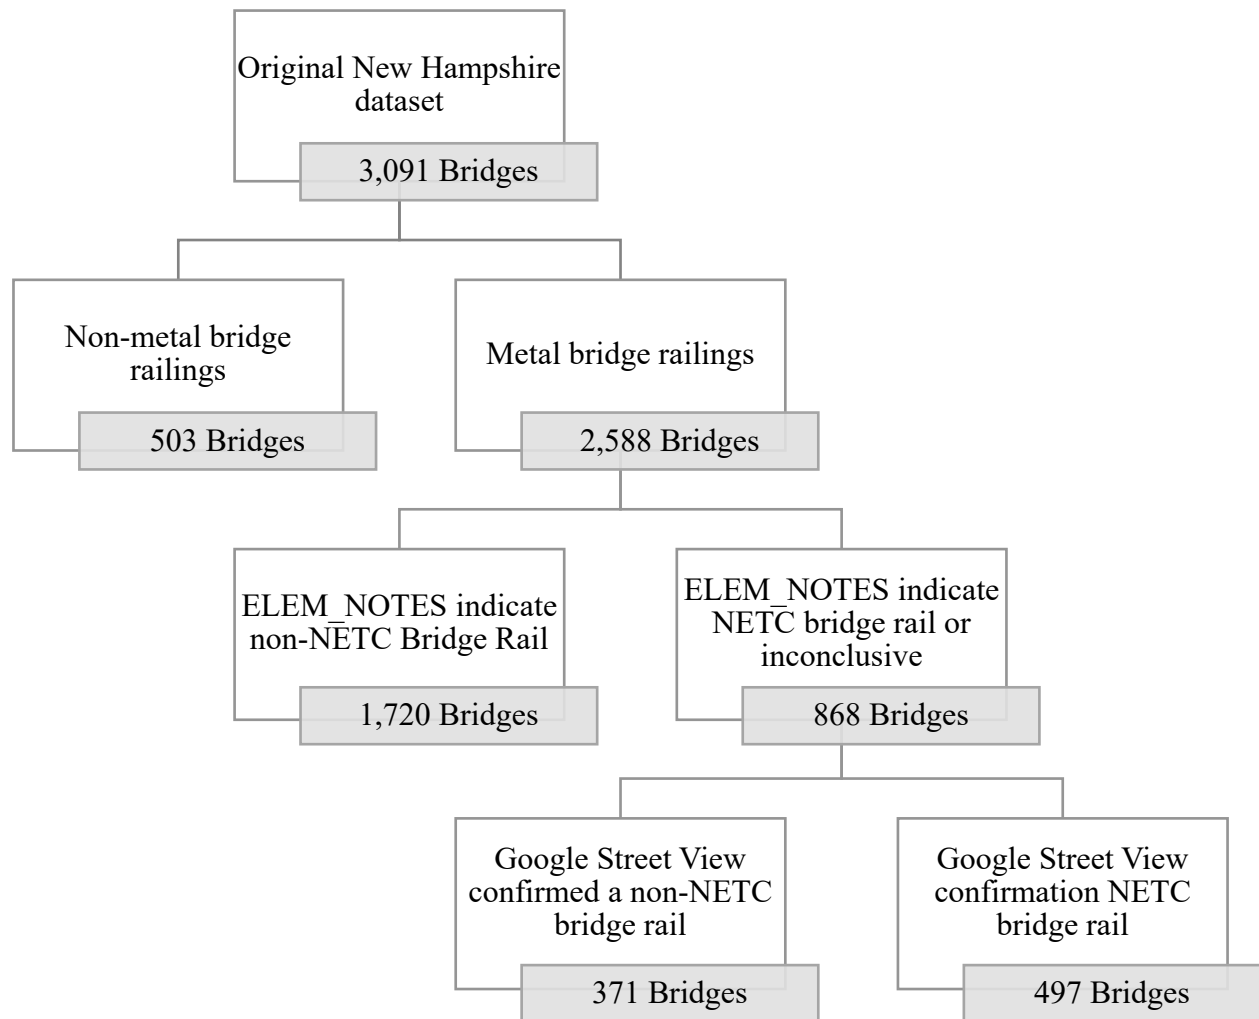 Original New Hampshire
dataset
3,091 Bridges
Non-metal bridge
railings
503 Bridges
Metal bridge railings
2,588 Bridges
ELEM_NOTES indicate
non-NETC Bridge Rail
1,720 Bridges
ELEM_NOTES indicate
NETC bridge rail or
inconclusive
868 Bridges
Google Street View
confirmed a non-NETC
bridge rail
371 Bridges
Google Street View
confirmation NETC
bridge rail
497 Bridges